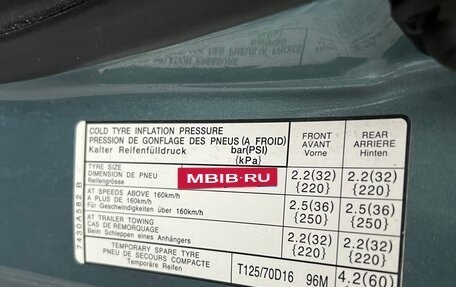 COLD TYRE INFLATION PRESSURE
PRESSION DE GONFLAGE DES PNEUS(A FROID)
Kalter Reifenfülldruck bar(PSI)
{kPa}
FRONT
AVANT
Vorne
REAR
ARRIERE
Hinten
TYRE SIZE
DIMENSION DE PNEU
Reifengrösse
MBIB·RU
2.2(32)
{220}
2.2(32)
{220}
AT SPEEDS ABOVE 160km/h
A PLUS DE 160km/h
Für Geschwindigkeiten über 160km/h
2.5(36)
{250}
2.5(36)
{250}
AT TRAILER TOWING
CAS DE REMORQUAGE
Beim Schleppen eines Anhängers
2.2(32)
{220}
2.2(32)
{220}
TEMPORARY SPARE TYRE
PNEU DE SECOURS COMPACTE
Temporäre Reifen
T125/70D16 96M
4.2(60)
7430A582 B